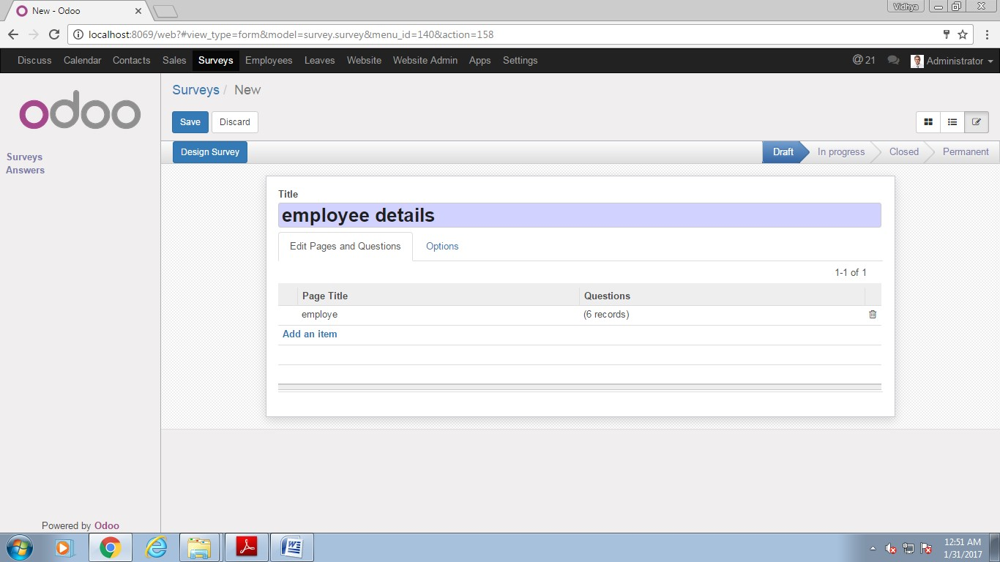 New - Odoo
Vidhya
localhost:8069/web?#view_type=form&model=survey.survey&menu_id=140&action=158
Discuss Calendar Contacts Sales Surveys Employees Leaves Website Website Admin Apps Settings @ 21 Administrator
odoo
Surveys / New
Save Discard
Surveys
Answers
Design Survey Draft In progress Closed Permanent
Title
employee details
Edit Pages and Questions Options
1-1 of 1
Page Title Questions
employe (6 records)
Add an item
Powered by Odoo
12:51 AM
1/31/2017